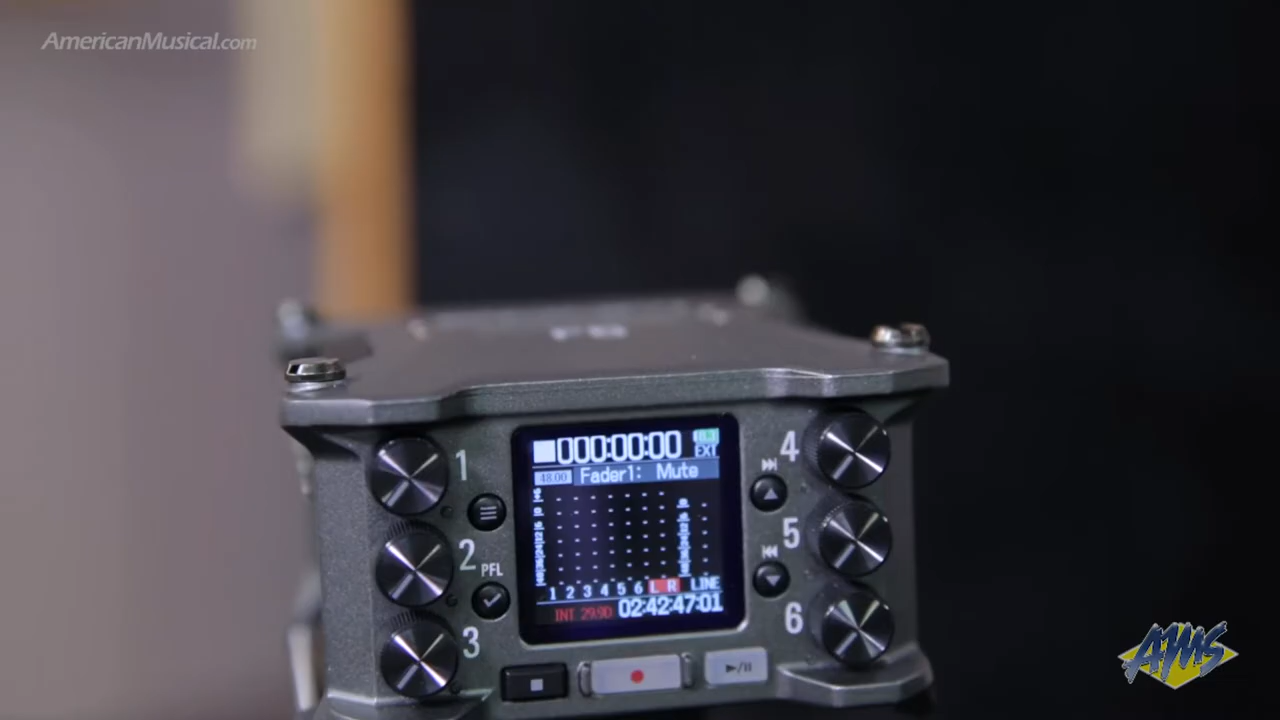 AmericanMusical.com
F6
1
2
PFL
3
000:00:00
EXT
48.00 Fader1: Mute
1 2 3 4 5 6 L R LINE
INT 29.9D 02:42:47:01
4
5
6
AMS